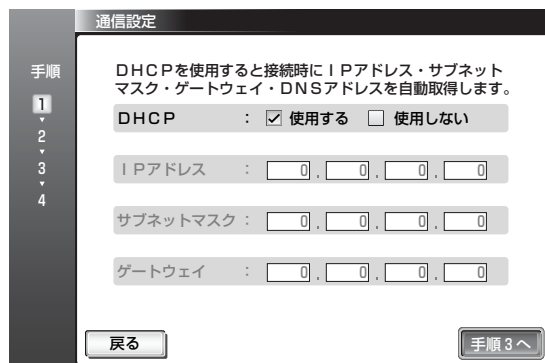 通信設定
手順
1
2
3
4
DHCPを使用すると接続時にIPアドレス・サブネット
マスク・ゲートウェイ・DNSアドレスを自動取得します。
DHCP : ☑ 使用する □ 使用しない
IPアドレス : 0 . 0 . 0 . 0
サブネットマスク : 0 . 0 . 0 . 0
ゲートウェイ : 0 . 0 . 0 . 0
戻る
手順3へ